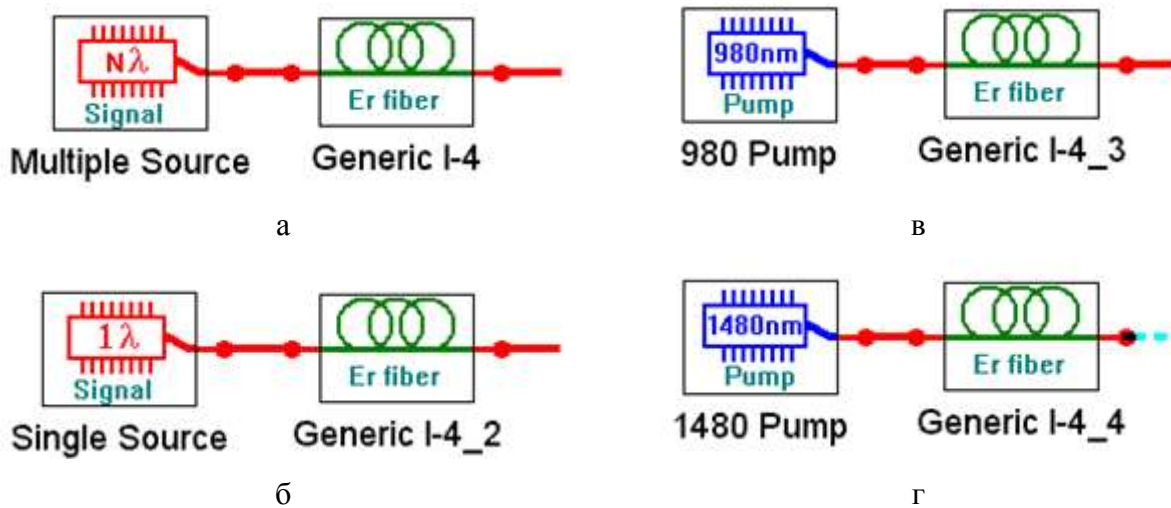 Nλ
Signal
Multiple Source
Er fiber
Generic I-4
а
980nm
Pump
980 Pump
Er fiber
Generic I-4_3
в
1λ
Signal
Single Source
Er fiber
Generic I-4_2
б
1480nm
Pump
1480 Pump
Er fiber
Generic I-4_4
г